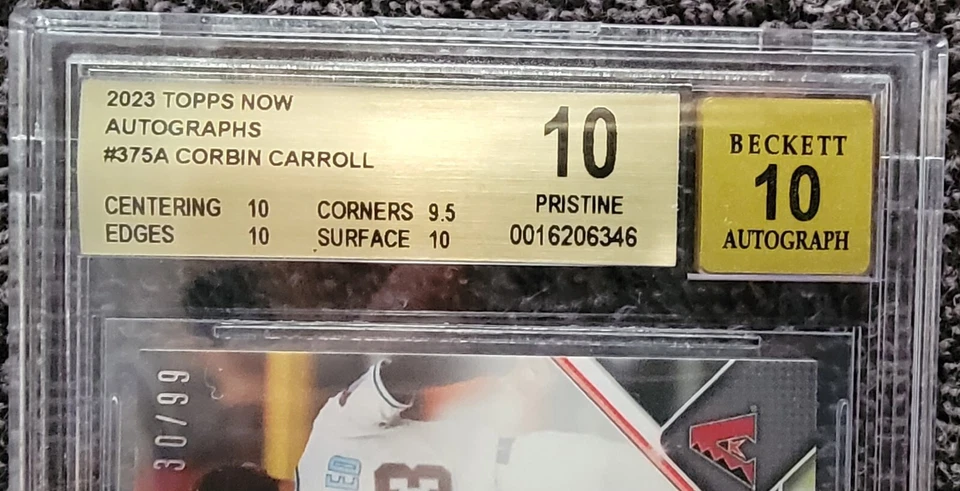 2023 TOPPS NOW
AUTOGRAPHS
#375A CORBIN CARROLL
CENTERING 10 CORNERS 9.5
EDGES 10 SURFACE 10
10
PRISTINE
0016206346
BECKETT
10
AUTOGRAPH
30/99